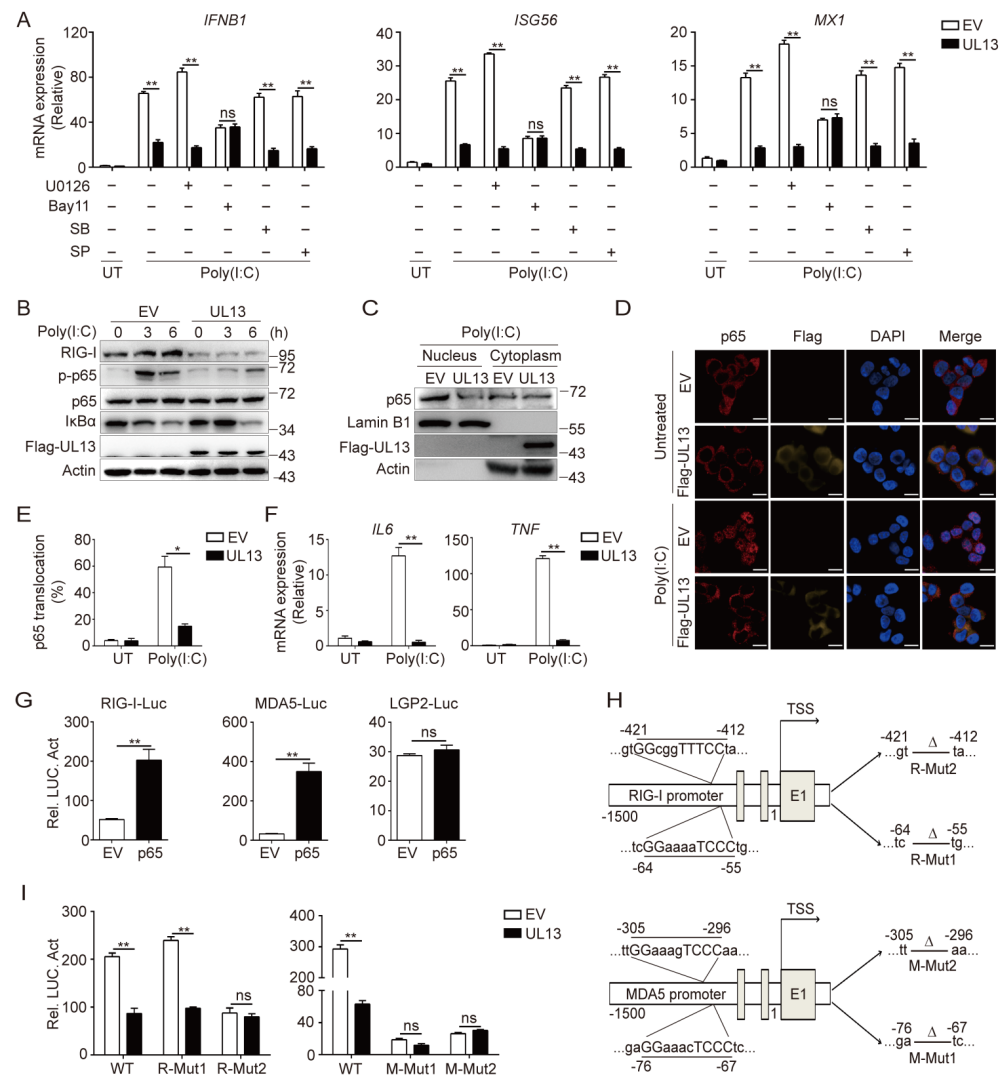 A
IFNB1
ISG56
MX1
EV
UL13
mRNA expression
(Relative)
120
80
40
0
**
**
ns
**
**
40
30
20
10
0
**
**
ns
**
**
20
15
10
5
0
**
**
ns
**
**
U0126 – – + – – – – – + – – – – – + – – –
Bay11 – – – + – – – – – + – – – – – + – –
SB – – – – + – – – – – + – – – – – + –
SP – – – – – + – – – – – + – – – – – +
UT Poly(I:C) UT Poly(I:C) UT Poly(I:C)
B
EV UL13
Poly(I:C) 0 3 6 0 3 6 (h)
RIG-I –95
p-p65 –72
p65 –72
IκBα –34
Flag-UL13 –43
Actin –43
C
Poly(I:C)
Nucleus Cytoplasm
EV UL13 EV UL13
p65 –72
Lamin B1 –55
Flag-UL13 –43
Actin –43
D
p65 Flag DAPI Merge
Untreated
EV
Flag-UL13
Poly(I:C)
EV
Flag-UL13
E
EV
UL13
p65 translocation
(%)
80
60
40
20
0
*
UT Poly(I:C)
F
IL6
TNF
EV
UL13
mRNA expression
(Relative)
15
10
5
0
**
UT Poly(I:C)
150
100
50
0
**
UT Poly(I:C)
G
RIG-I-Luc
MDA5-Luc
LGP2-Luc
Rel. LUC. Act
300
200
100
0
**
EV p65
600
400
200
0
**
EV p65
40
30
20
10
0
ns
EV p65
H
TSS
-421 -412
...gtGGcggTTTCCta...
RIG-I promoter
1
E1
-1500
...tcGGaaaaTCCCtg...
-64 -55
-421 Δ -412
...gt ta...
R-Mut2
-64 Δ -55
...tc tg...
R-Mut1
TSS
-305 -296
...ttGGaaagTCCCaa...
MDA5 promoter
1
E1
-1500
...gaGGaaacTCCCtc...
-76 -67
-305 Δ -296
...tt aa...
M-Mut2
-76 Δ -67
...ga tc...
M-Mut1
I
EV
UL13
Rel. LUC. Act
300
200
100
0
**
**
ns
WT R-Mut1 R-Mut2
400
300
200
100
80
40
0
**
ns
ns
WT M-Mut1 M-Mut2